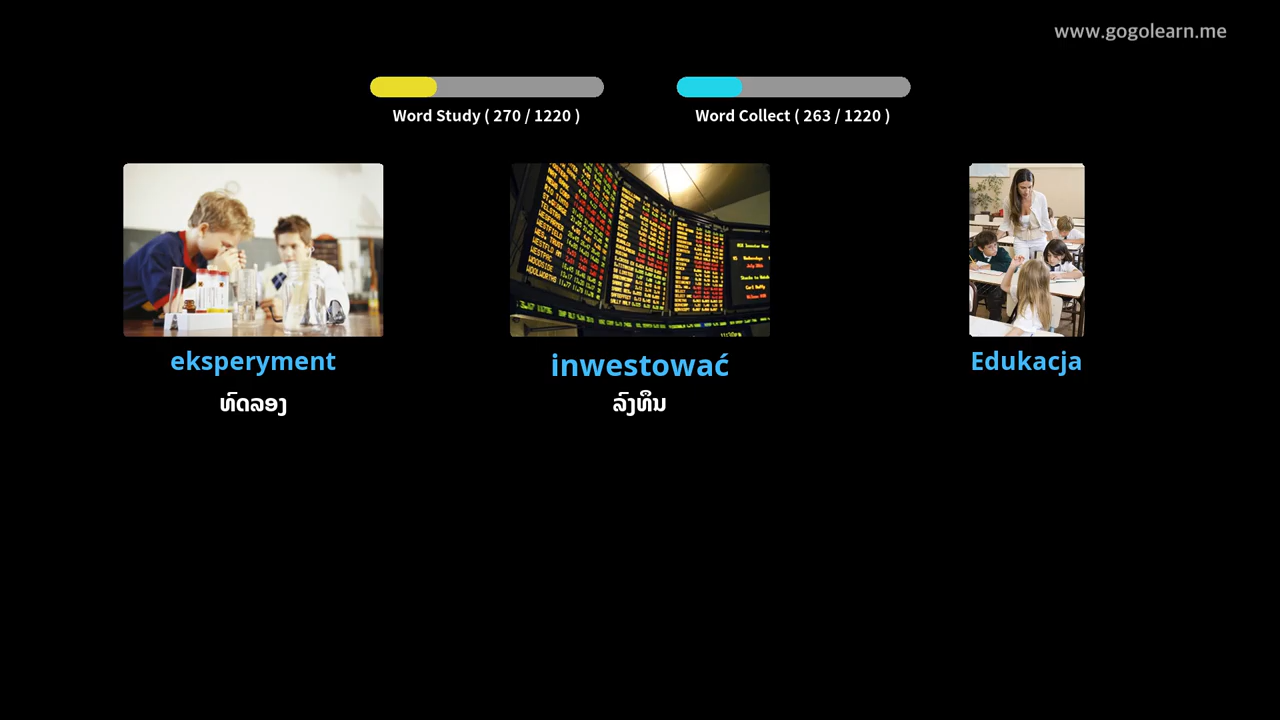 www.gogolearn.me
Word Study ( 270 / 1220 )
Word Collect ( 263 / 1220 )
eksperyment
inwestować
Edukacja
ທົດລອງ
ລົງທຶນ